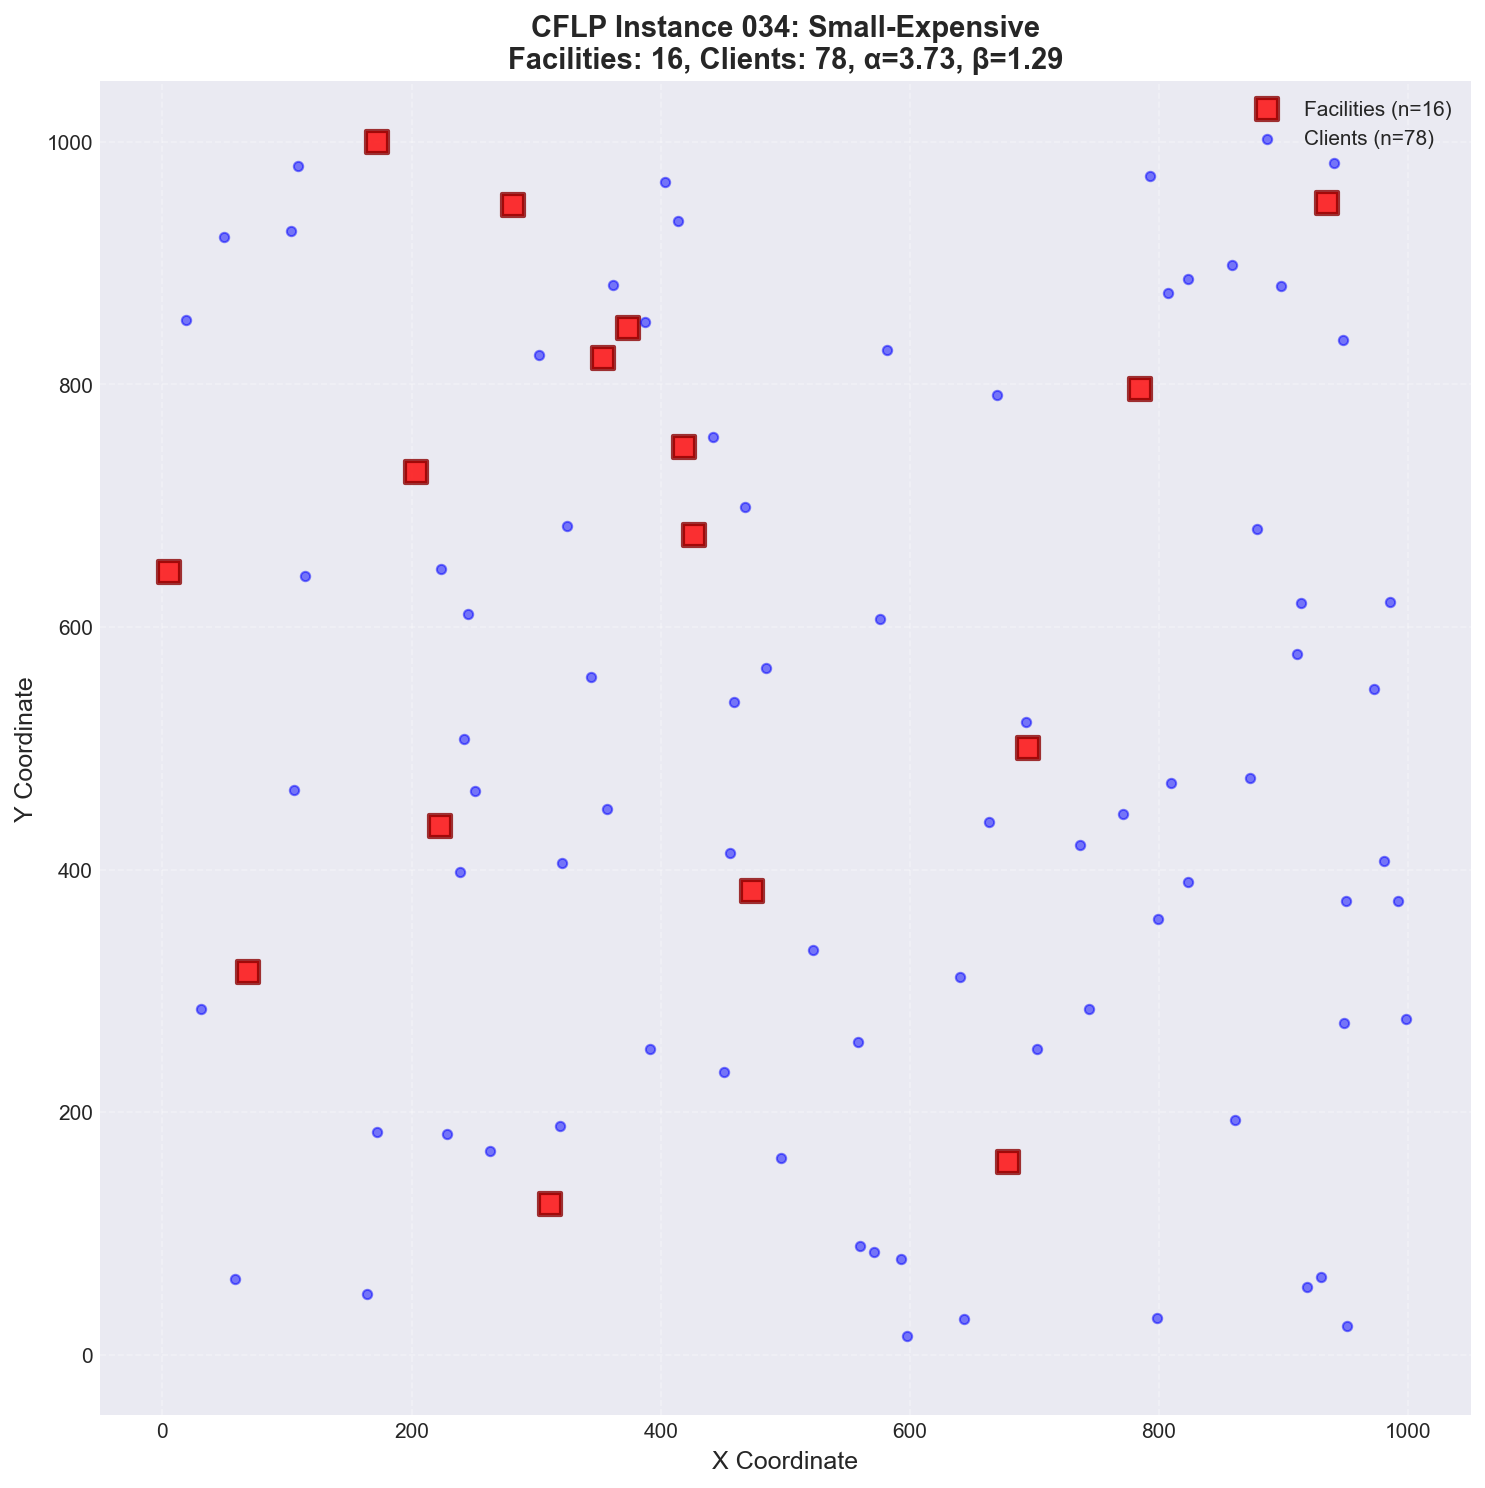 CFLP Instance 034: Small-Expensive
Facilities: 16, Clients: 78, α=3.73, β=1.29
Facilities (n=16)
Clients (n=78)
1000
800
600
400
200
0
Y Coordinate
0
200
400
600
800
1000
X Coordinate